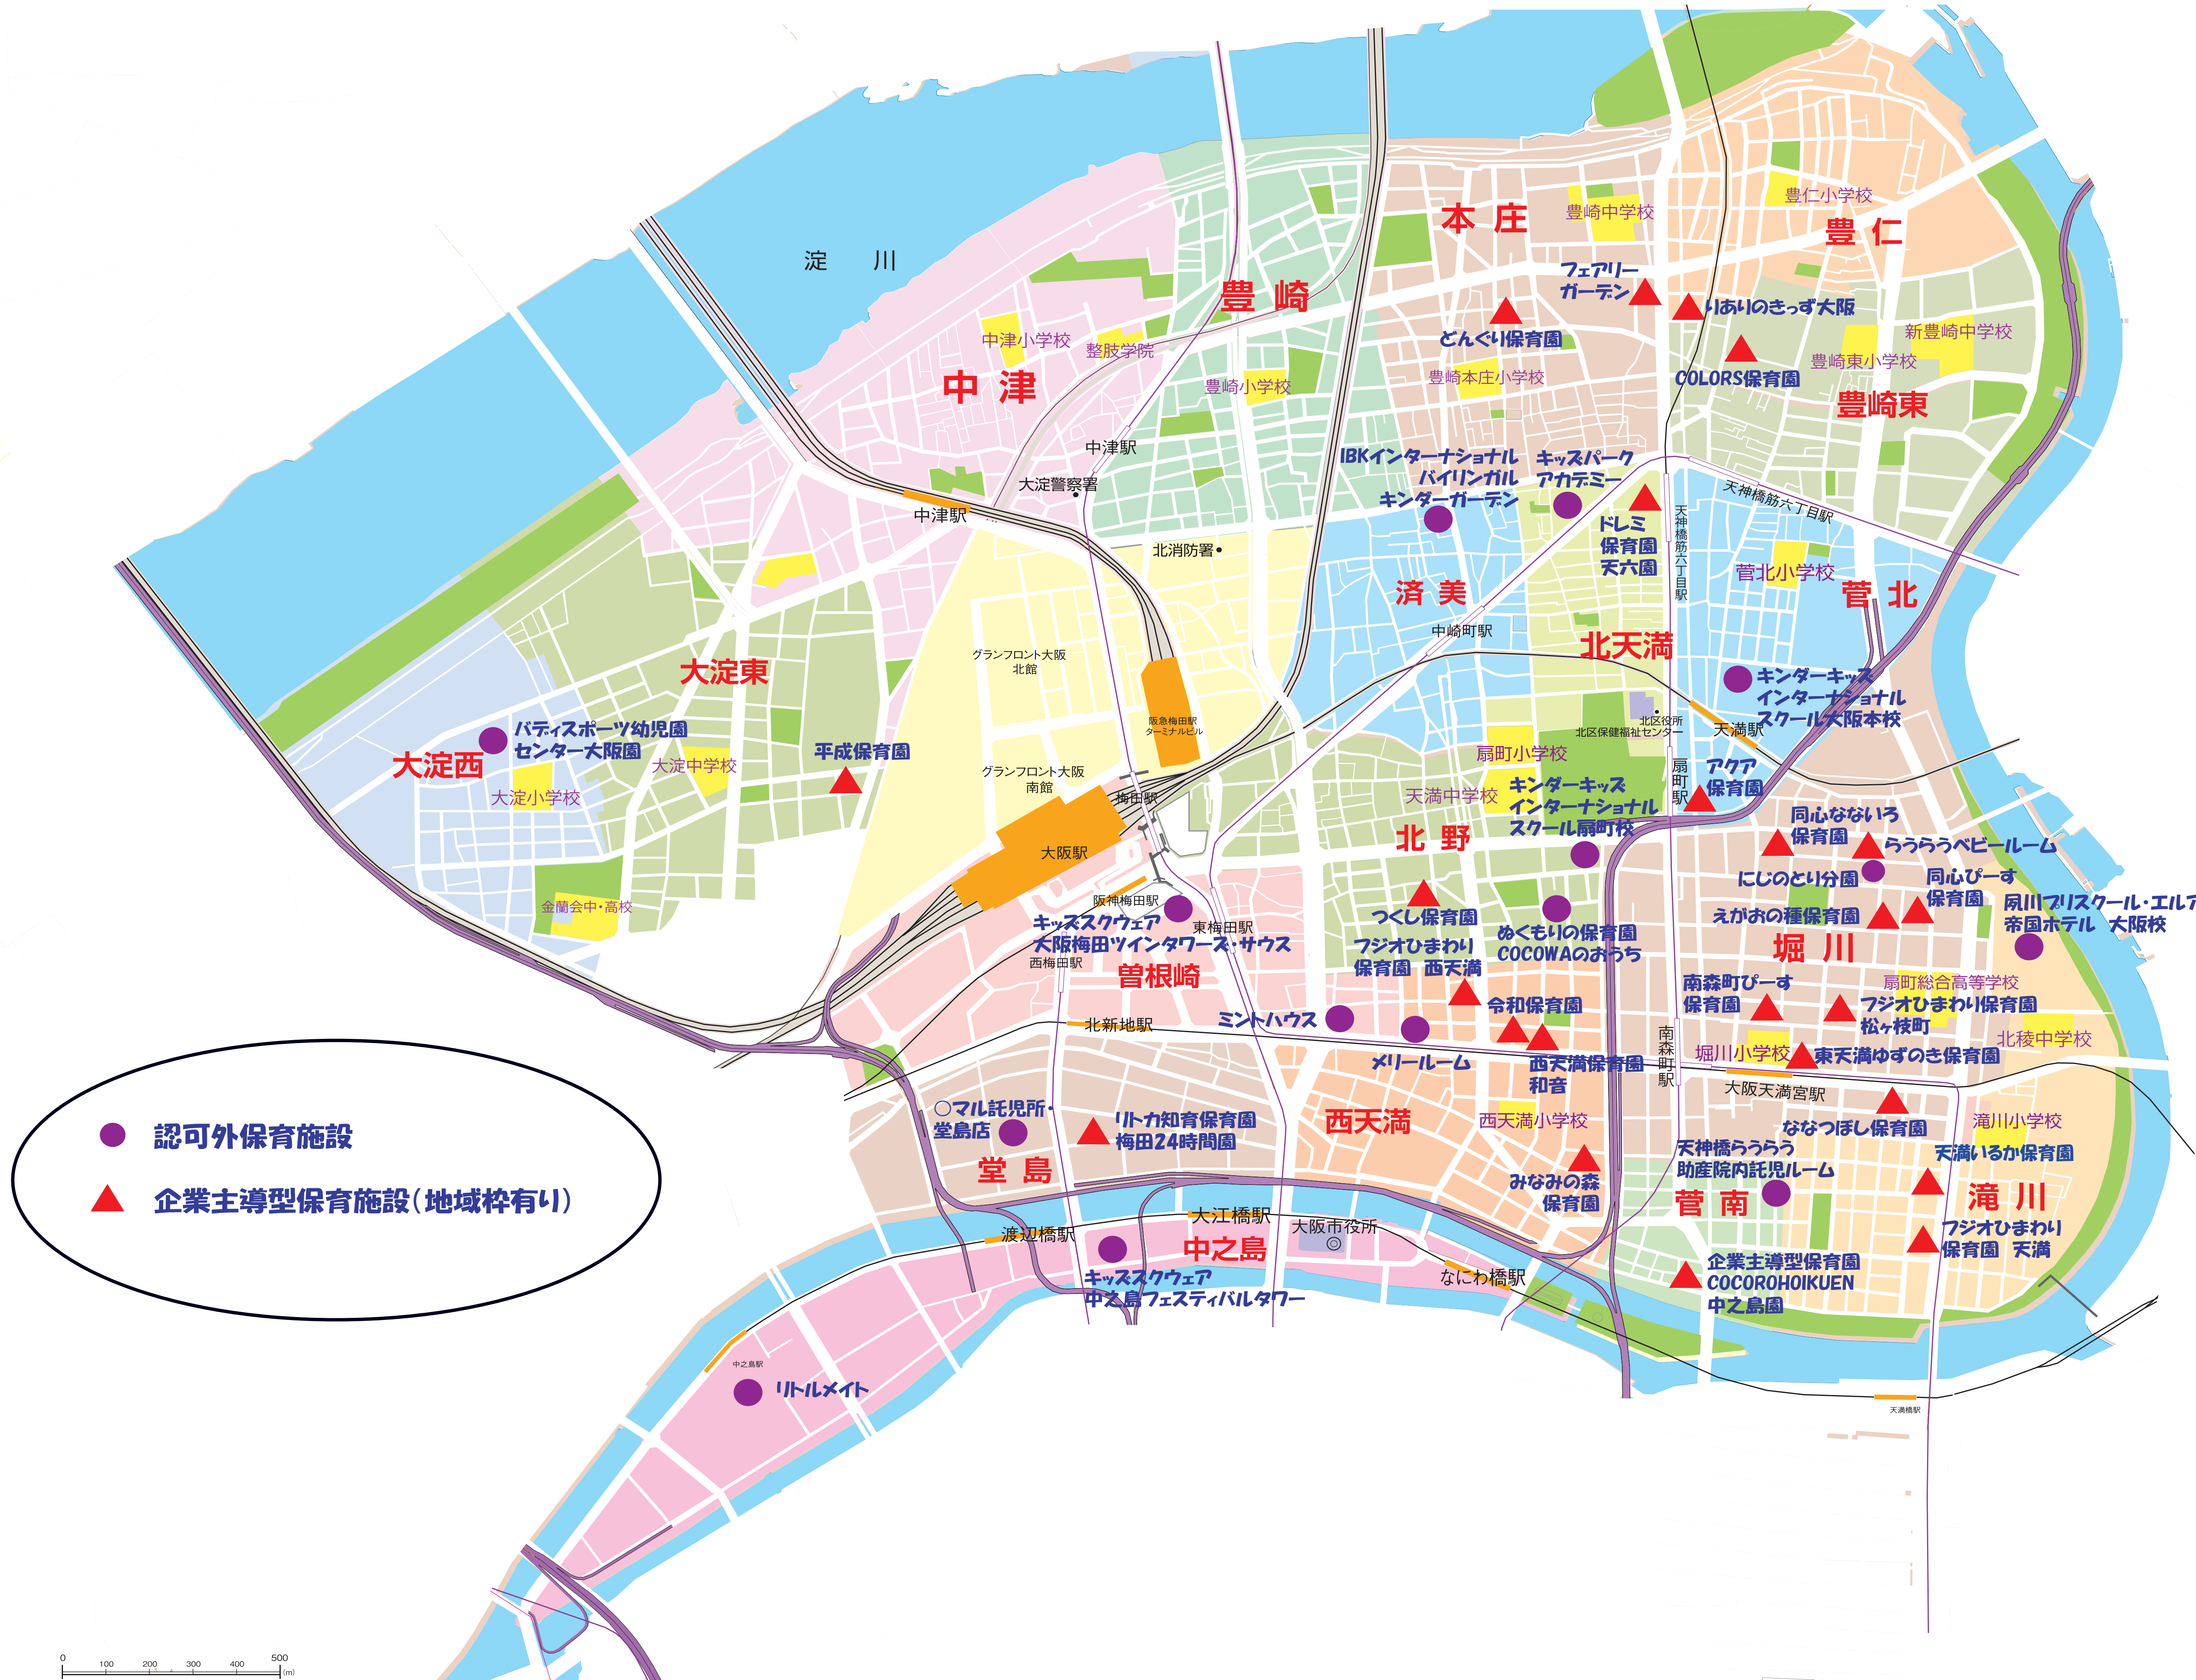 淀　川
本 庄
豊崎中学校
豊仁小学校
豊 仁
フェアリー
ガーデン
りありのきっず大阪
豊 崎
どんぐり保育園
新豊崎中学校
中津小学校
整肢学院
豊崎東小学校
COLORS保育園
豊崎本庄小学校
豊崎小学校
中 津
豊崎東
中津駅
IBKインターナショナル
バイリンガル
キンダーガーデン
キッズパーク
アカデミー
大淀警察署
中津駅
天神橋筋六丁目駅
天神橋筋六丁目駅
ドレミ
保育園
天六園
北消防署
菅北小学校
済 美
菅 北
中崎町駅
北天満
グランフロント大阪
北館
大淀東
キンダーキッズ
インターナショナル
スクール大阪本校
阪急梅田駅
ターミナルビル
北区役所
北区保健福祉センター
天満駅
バディスポーツ幼児園
センター大阪園
大淀西
大淀中学校
平成保育園
大淀小学校
扇町小学校
グランフロント大阪
南館
扇町駅
アクア
保育園
梅田駅
天満中学校
キンダーキッズ
インターナショナル
スクール扇町校
同心なないろ
保育園
北 野
らうらうベビールーム
大阪駅
にじのとり分園
同心ぴーす
保育園
阪神梅田駅
金蘭会中・高校
キッズスクウェア
大阪梅田ツインタワーズ・サウス
東梅田駅
つくし保育園
えがおの種保育園
夙川プリスクール・エルア
帝国ホテル 大阪校
ぬくもりの保育園
COCOWAのおうち
フジオひまわり
保育園 西天満
堀 川
西梅田駅
曽根崎
南森町ぴーす
保育園
扇町総合高等学校
フジオひまわり保育園
松ヶ枝町
令和保育園
ミントハウス
北新地駅
メリールーム
南森町駅
北稜中学校
堀川小学校
東天満ゆずのき保育園
西天満保育園
和音
大阪天満宮駅
○マル託児所・
堂島店
リトカ知育保育園
梅田24時間園
西天満
西天満小学校
ななつぼし保育園
滝川小学校
認可外保育施設
天神橋らうらう
助産院内託児ルーム
天満いるか保育園
堂 島
みなみの森
保育園
企業主導型保育施設（地域枠有り）
菅 南
滝 川
大江橋駅
大阪市役所
渡辺橋駅
中之島
フジオひまわり
保育園 天満
キッズスクウェア
中之島フェスティバルタワー
なにわ橋駅
企業主導型保育園
COCOROHOIKUEN
中之島園
中之島駅
リトルメイト
天満橋駅
0 100 200 300 400 500 (m)